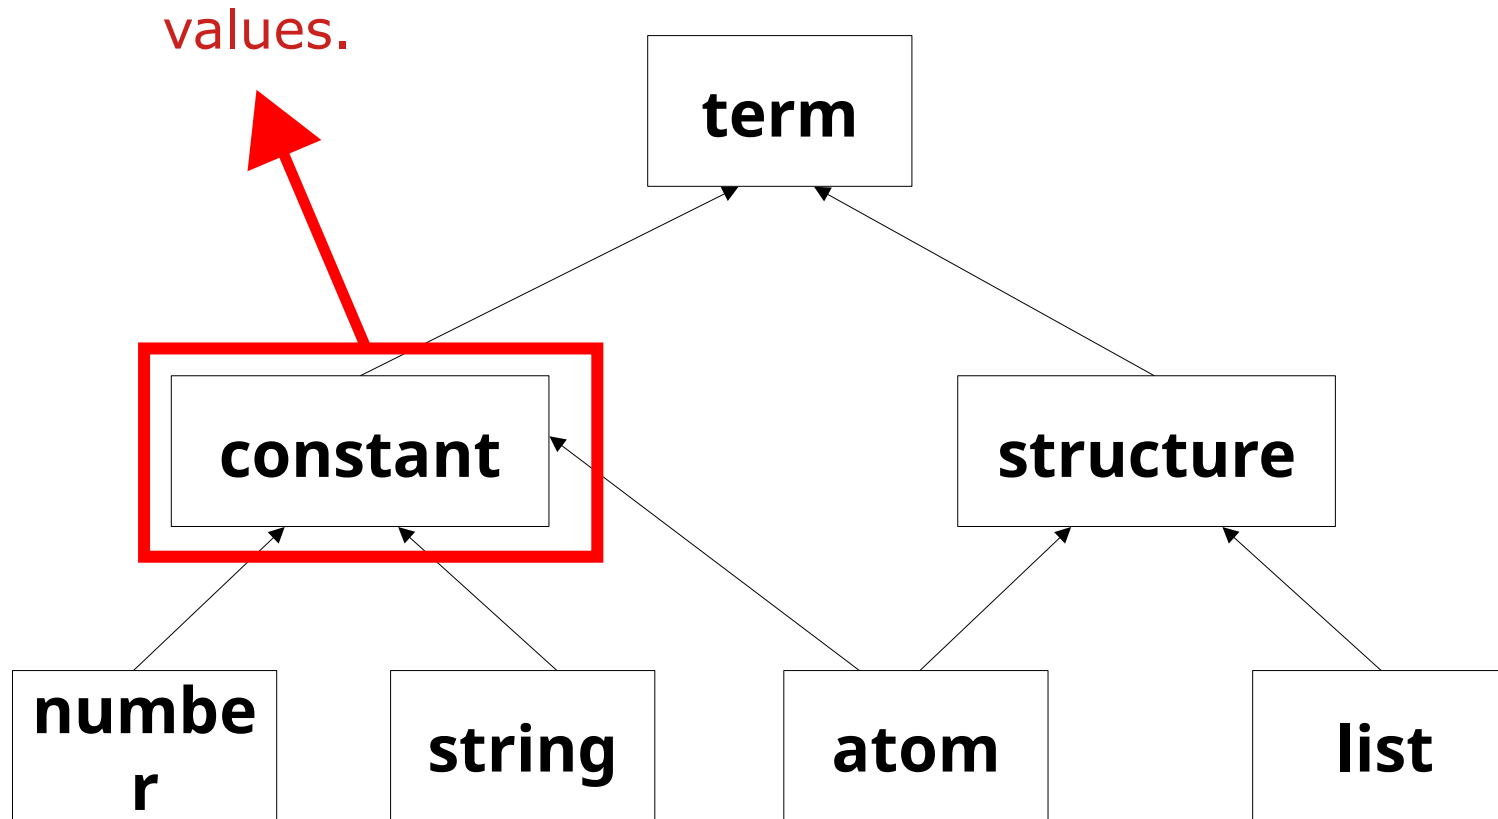 values.
term
constant
structure
numbe
r
string
atom
list